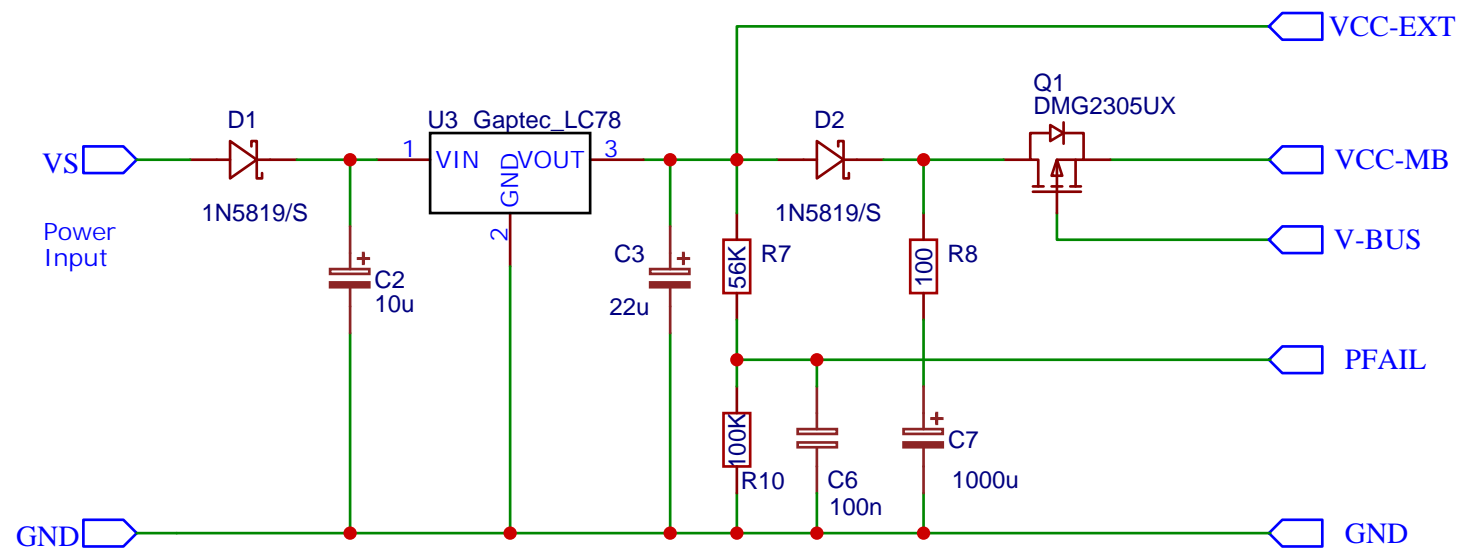 VCC-EXT
Q1
DMG2305UX
D1
U3 Gaptec_LC78
D2
VS
1
VIN
GND
VOUT
3
VCC-MB
1N5819/S
2
1N5819/S
Power
Input
V-BUS
C3
R7
56K
100
R8
C2
10u
22u
PFAIL
100K
R10
C6
100n
C7
1000u
GND
GND
+
+
+